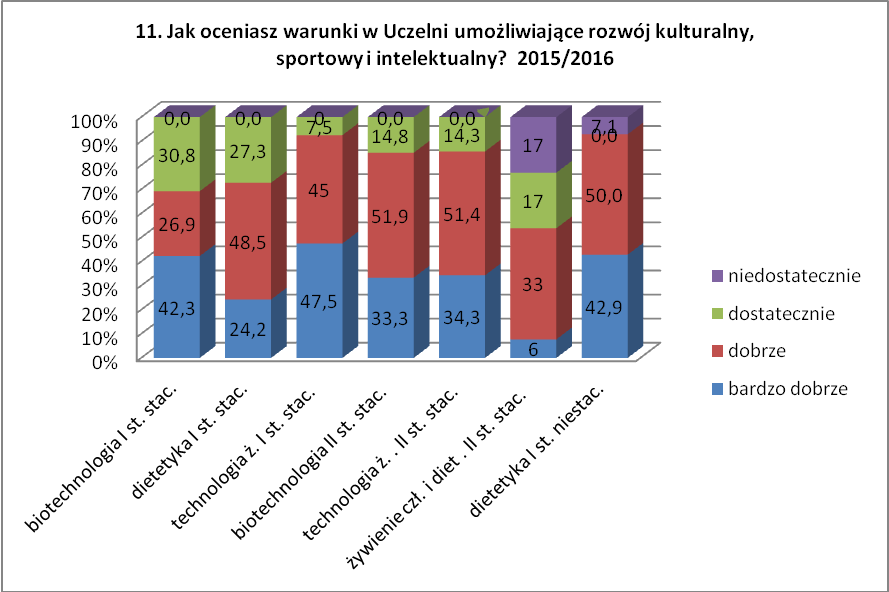 11. Jak oceniasz warunki w Uczelni umożliwiające rozwój kulturalny,
sportowy i intelektualny?  2015/2016
100%
90%
80%
70%
60%
50%
40%
30%
20%
10%
0%
0,0 0,0 0 0,0 0,0 17 7,1
30,8 27,3 7,5 14,8 14,3 17 0,0
26,9 48,5 45 51,9 51,4 33 50,0
42,3 24,2 47,5 33,3 34,3 6 42,9
biotechnologia I st. stac.
dietetyka I st. stac.
technologia ż. I st. stac.
biotechnologia II st. stac.
technologia ż. . II st. stac.
żywienie czł. i diet . II st. stac.
dietetyka I st. niestac.
niedostatecznie
dostatecznie
dobrze
bardzo dobrze